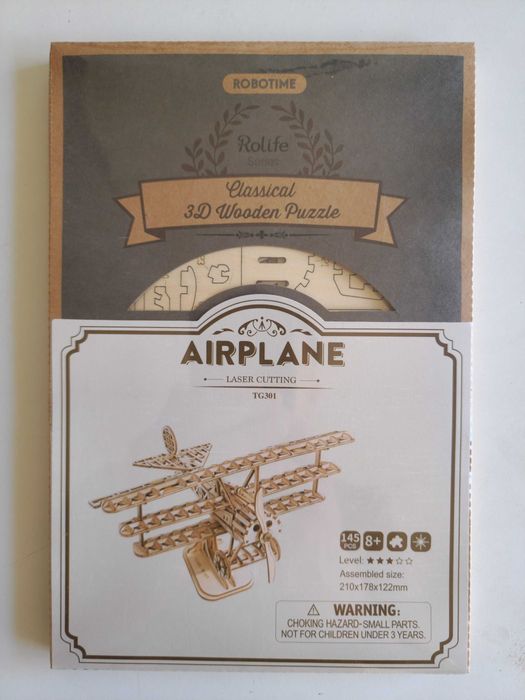 ROBOTIME
Rolife
Series
Classical
3D Wooden Puzzle
AIRPLANE
LASER CUTTING
TG301
145
PCS
8+
Level:
Assembled size:
210x178x122mm
WARNING:
CHOKING HAZARD-SMALL PARTS.
NOT FOR CHILDREN UNDER 3 YEARS.